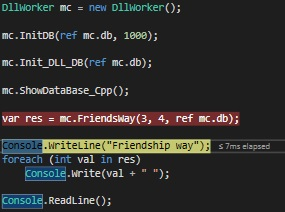 DllWorker mc = new DllWorker();
mc.InitDB(ref mc.db, 1000);
mc.Init_DLL_DB(ref mc.db);
mc.ShowDataBase_Cpp();
var res = mc.FriendsWay(3, 4, ref mc.db);
Console.WriteLine("Friendship way"); ≤ 7ms elapsed
foreach (int val in res)
    Console.Write(val + " ");
Console.ReadLine();